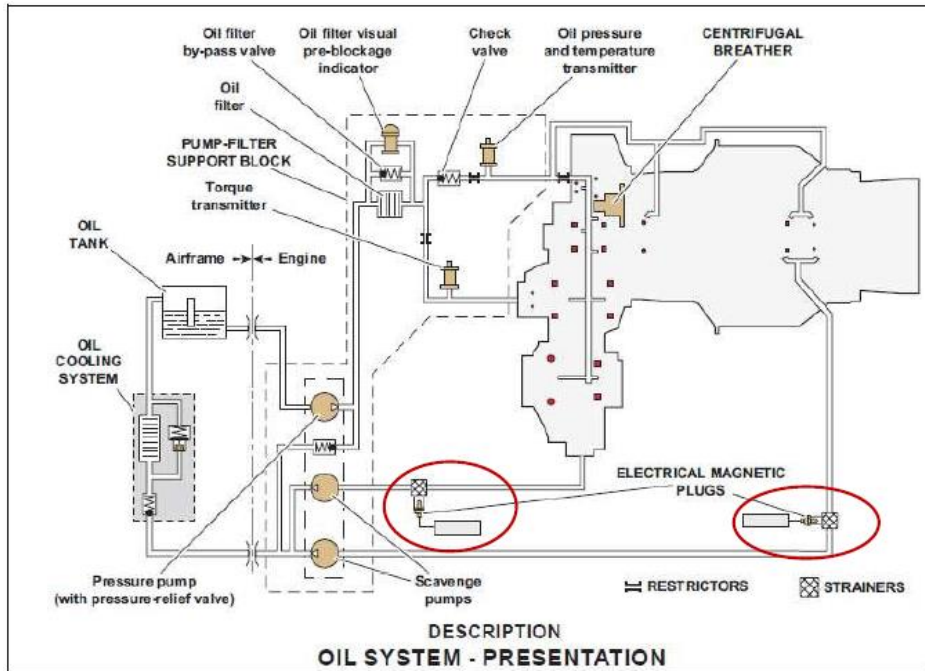 Oil filter
by-pass valve
Oil filter visual
pre-blockage
indicator
Check
valve
Oil pressure
and temperature
transmitter
CENTRIFUGAL
BREATHER
Oil
filter
PUMP-FILTER
SUPPORT BLOCK
Torque
transmitter
OIL
TANK
Airframe
Engine
OIL
COOLING
SYSTEM
ELECTRICAL MAGNETIC
PLUGS
Pressure pump
(with pressure-relief valve)
Scavenge
pumps
RESTRICTORS
STRAINERS
DESCRIPTION
OIL SYSTEM - PRESENTATION